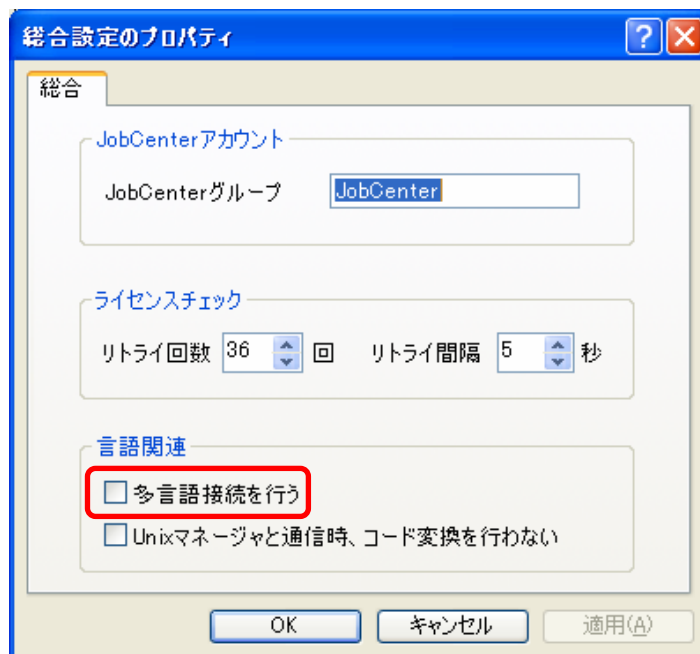 総合設定のプロパティ
総合
JobCenterアカウント
JobCenterグループ JobCenter
ライセンスチェック
リトライ回数 36 回 リトライ間隔 5 秒
言語関連
多言語接続を行う
Unixマネージャと通信時、コード変換を行わない
OK キャンセル 適用(A)